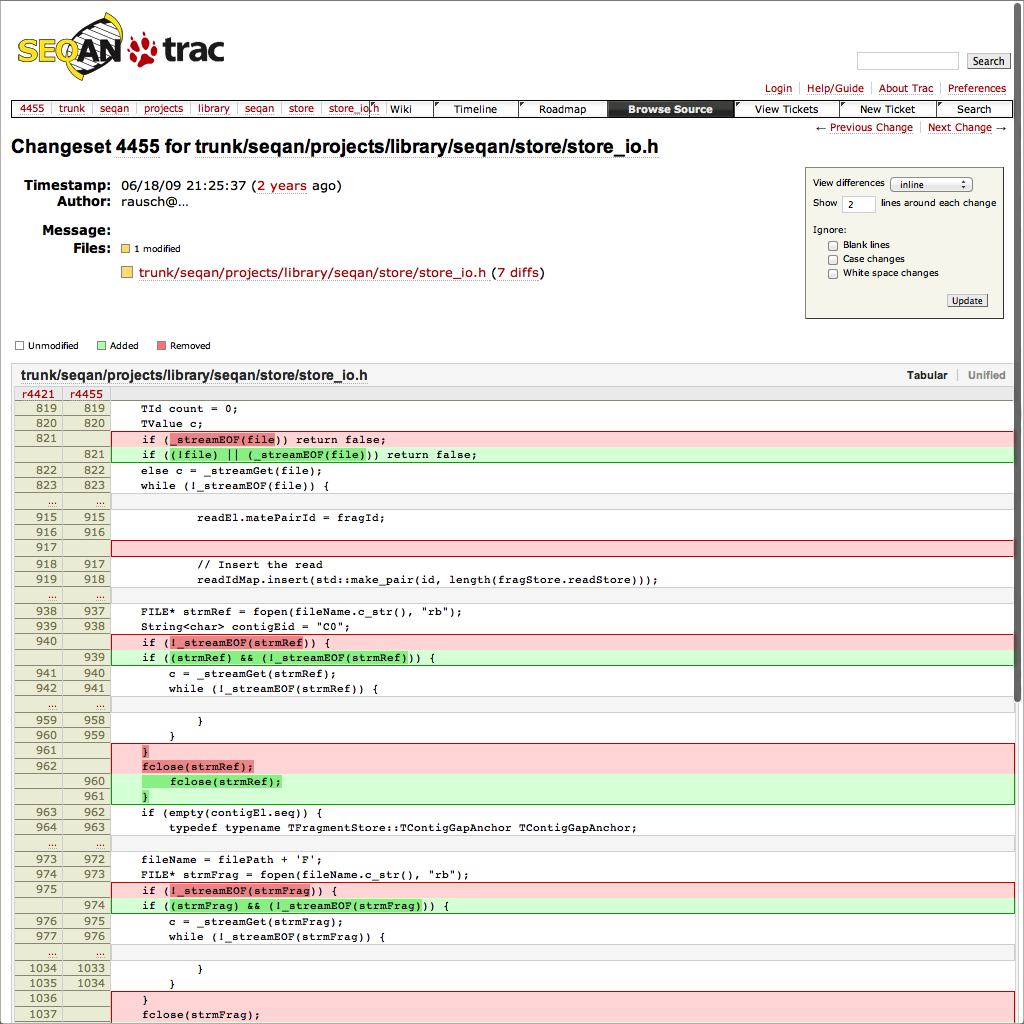 SEQAN trac
Search
Login Help/Guide About Trac Preferences
4455 trunk seqan projects library seqan store store_io.h Wiki Timeline Roadmap Browse Source View Tickets New Ticket Search
← Previous Change Next Change →
Changeset 4455 for trunk/seqan/projects/library/seqan/store/store_io.h
Timestamp: 06/18/09 21:25:37 (2 years ago)
Author: rausch@...
Message:
Files: 1 modified
trunk/seqan/projects/library/seqan/store/store_io.h (7 diffs)
View differences inline
Show 2 lines around each change
Ignore:
Blank lines
Case changes
White space changes
Update
Unmodified Added Removed
trunk/seqan/projects/library/seqan/store/store_io.h Tabular Unified
r4421 r4455
819 819 TId count = 0;
820 820 TValue c;
821 if (_streamEOF(file)) return false;
821 if ((!file) || (_streamEOF(file))) return false;
822 822 else c = _streamGet(file);
823 823 while (!_streamEOF(file)) {
... ...
915 915 readEl.matePairId = fragId;
916 916
917
918 917 // Insert the read
919 918 readIdMap.insert(std::make_pair(id, length(fragStore.readStore)));
... ...
938 937 FILE* strmRef = fopen(fileName.c_str(), "rb");
939 938 String<char> contigEid = "C0";
940 if (!_streamEOF(strmRef)) {
939 if ((strmRef) && (!_streamEOF(strmRef))) {
941 940 c = _streamGet(strmRef);
942 941 while (!_streamEOF(strmRef)) {
... ...
959 958 }
960 959 }
961 }
962 fclose(strmRef);
960 fclose(strmRef);
961 }
963 962 if (empty(contigEl.seq)) {
964 963 typedef typename TFragmentStore::TContigGapAnchor TContigGapAnchor;
... ...
973 972 fileName = filePath + 'F';
974 973 FILE* strmFrag = fopen(fileName.c_str(), "rb");
975 if (!_streamEOF(strmFrag)) {
974 if ((strmFrag) && (!_streamEOF(strmFrag))) {
976 975 c = _streamGet(strmFrag);
977 976 while (!_streamEOF(strmFrag)) {
... ...
1034 1033 }
1035 1034 }
1036 }
1037 fclose(strmFrag);